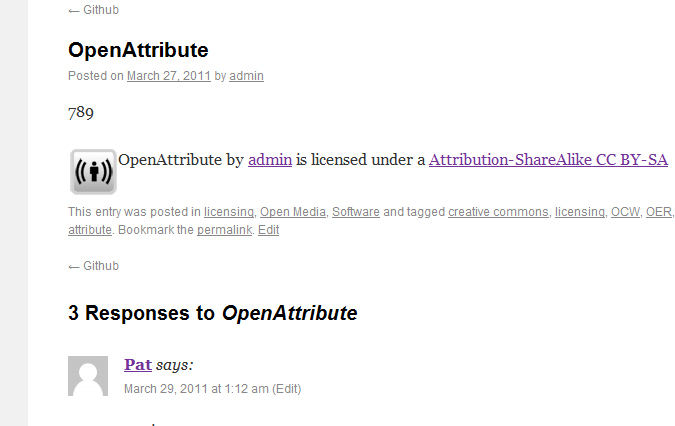 ← Github
OpenAttribute
Posted on March 27, 2011 by admin
789
OpenAttribute by admin is licensed under a Attribution-ShareAlike CC BY-SA
This entry was posted in licensing, Open Media, Software and tagged creative commons, licensing, OCW, OER,
attribute. Bookmark the permalink. Edit
← Github
3 Responses to OpenAttribute
Pat says:
March 29, 2011 at 1:12 am (Edit)